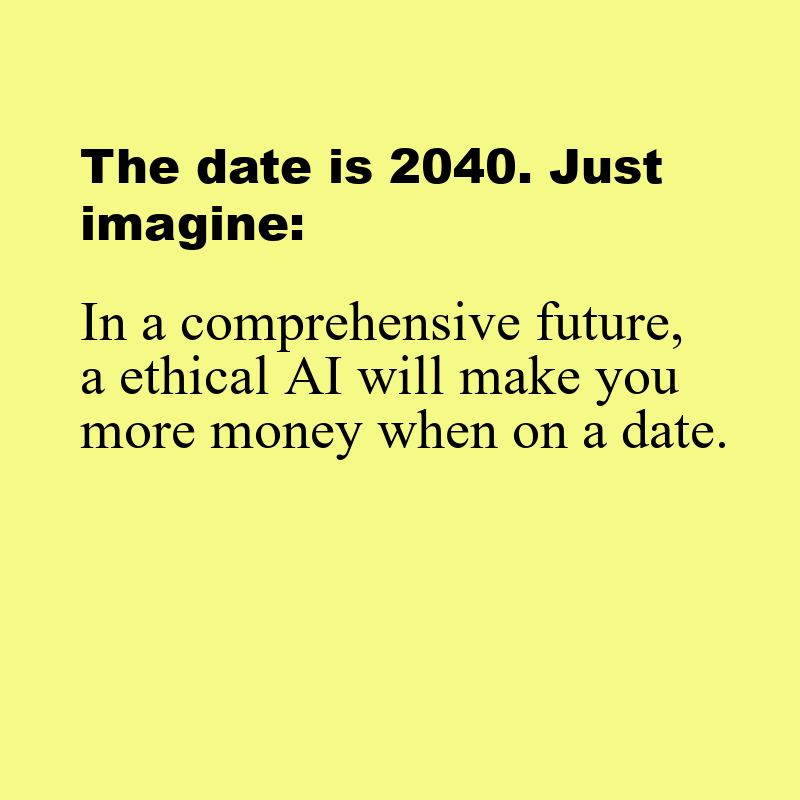 The date is 2040. Just
imagine:
In a comprehensive future,
a ethical AI will make you
more money when on a date.